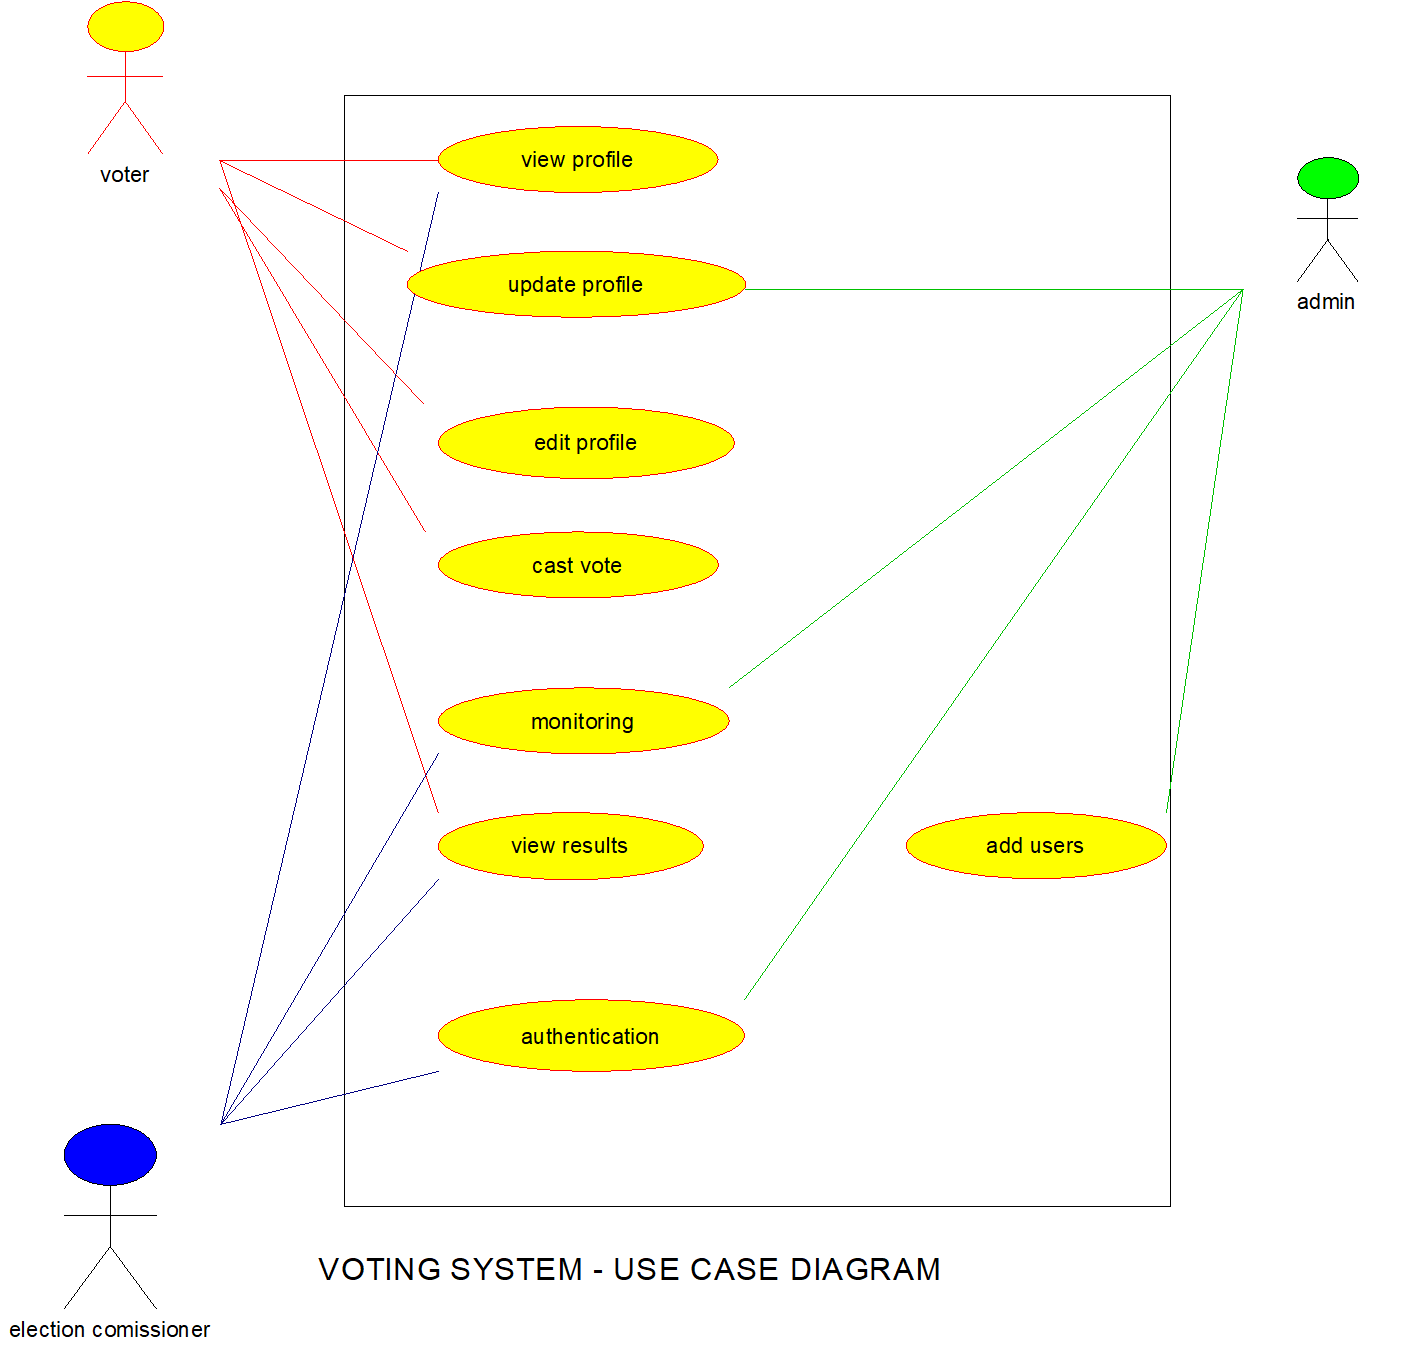 voter
view profile
admin
update profile
edit profile
cast vote
monitoring
view results
add users
authentication
VOTING SYSTEM - USE CASE DIAGRAM
election comissioner